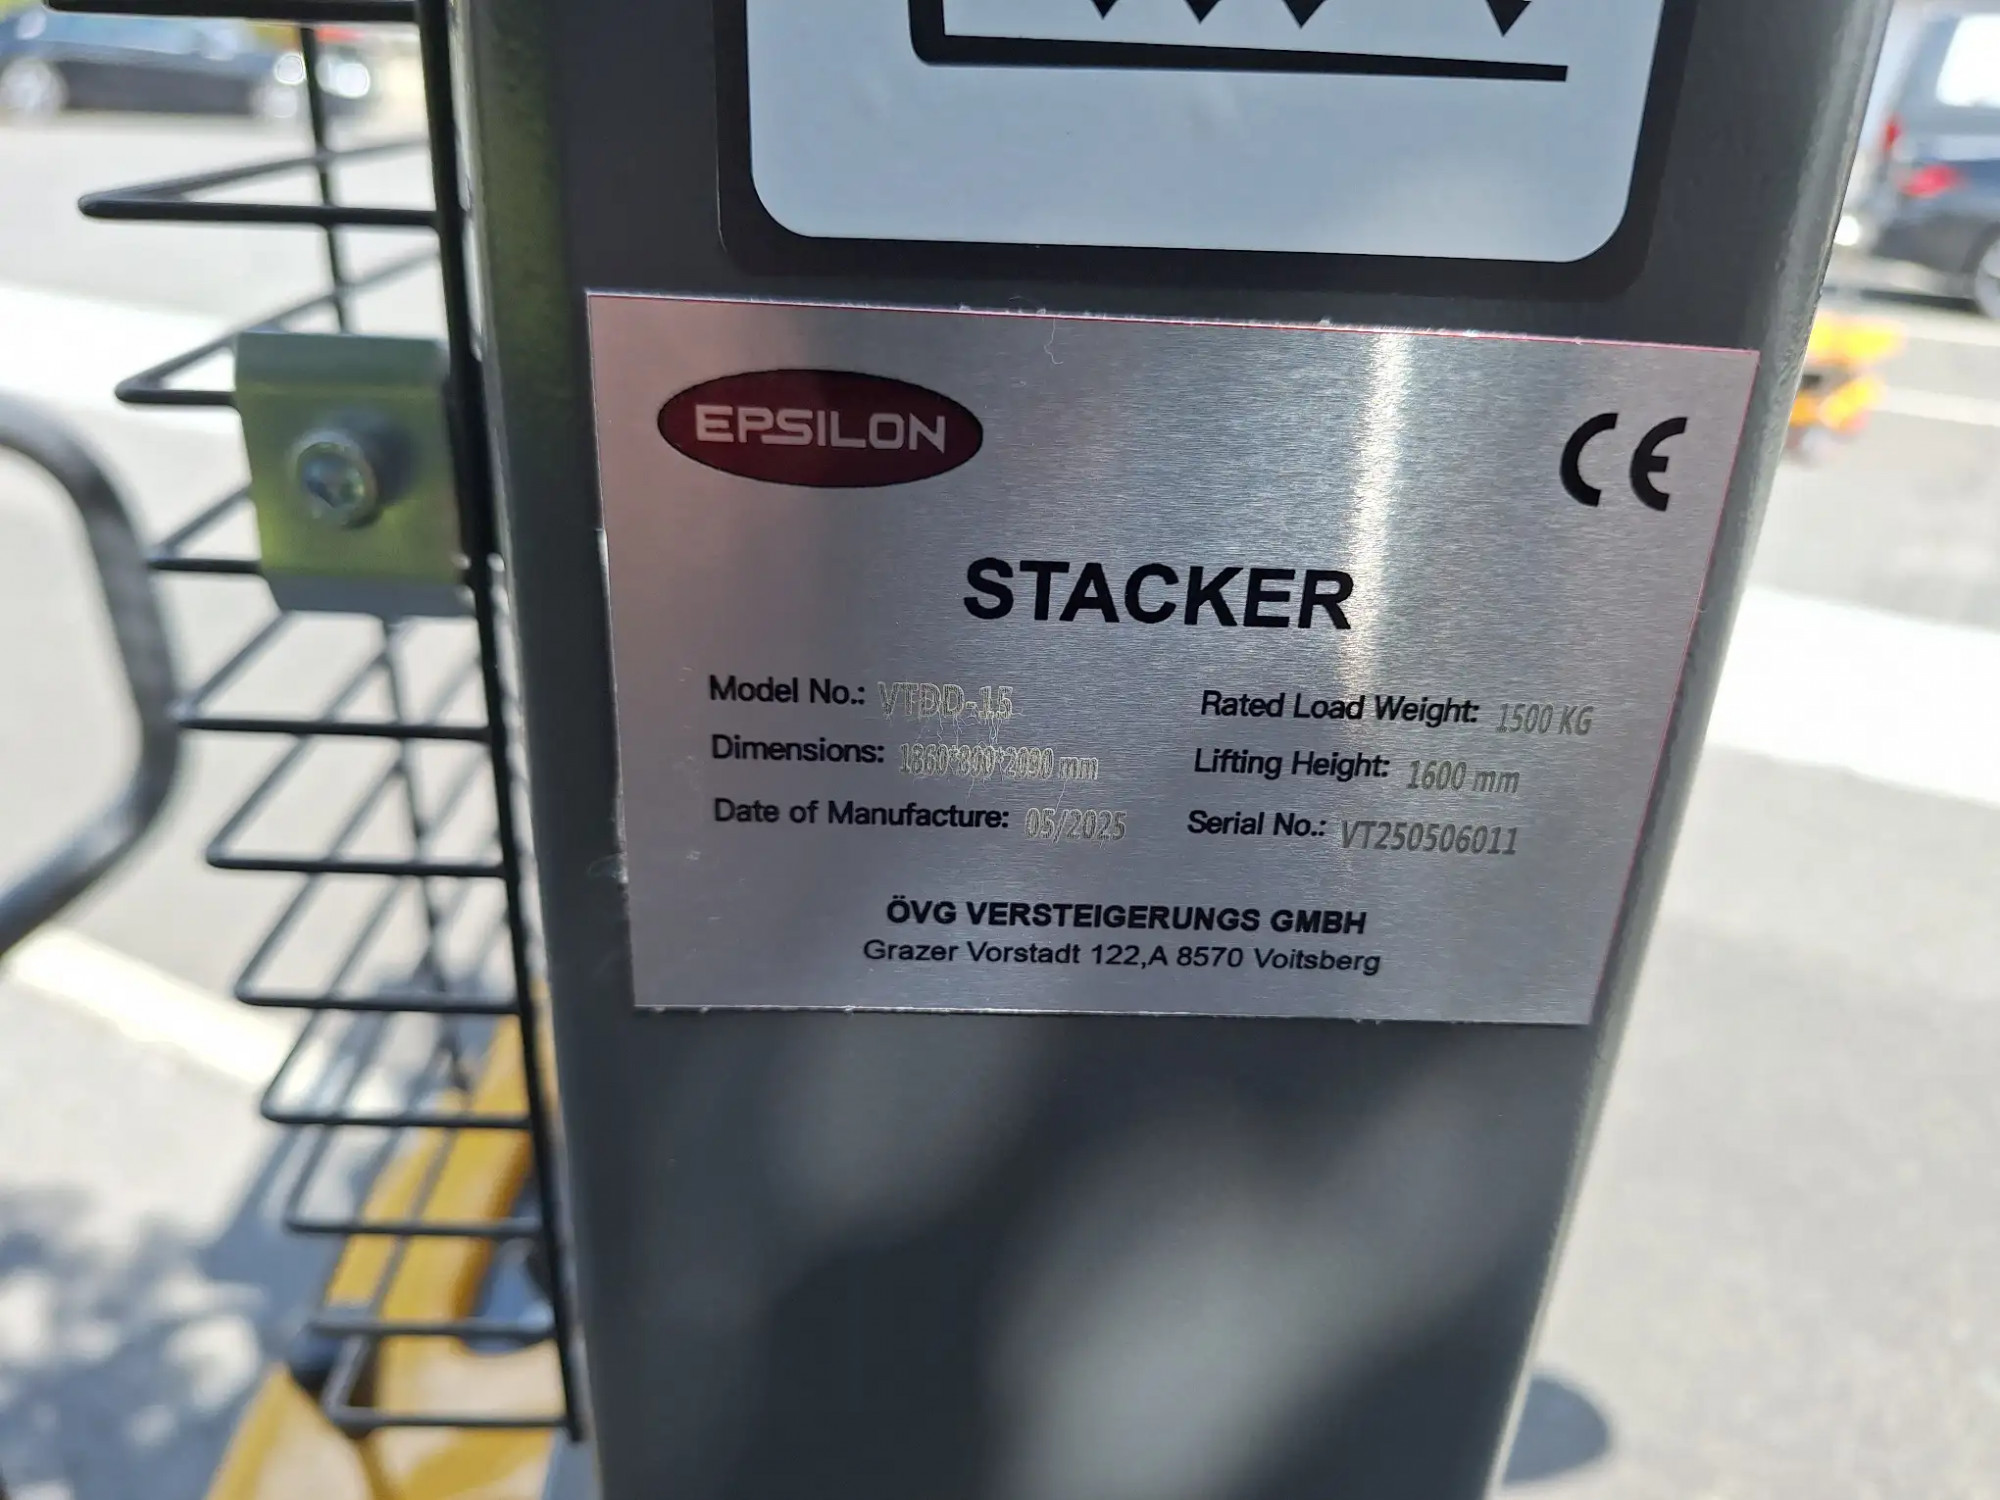 EPSILON
CE
STACKER
Model No.: VTDD-15
Rated Load Weight: 1500 KG
Dimensions: 1860*800*2090 mm
Lifting Height: 1600 mm
Date of Manufacture: 05/2025
Serial No.: VT250506011
ÖVG VERSTEIGERUNGS GMBH
Grazer Vorstadt 122,A 8570 Voitsberg